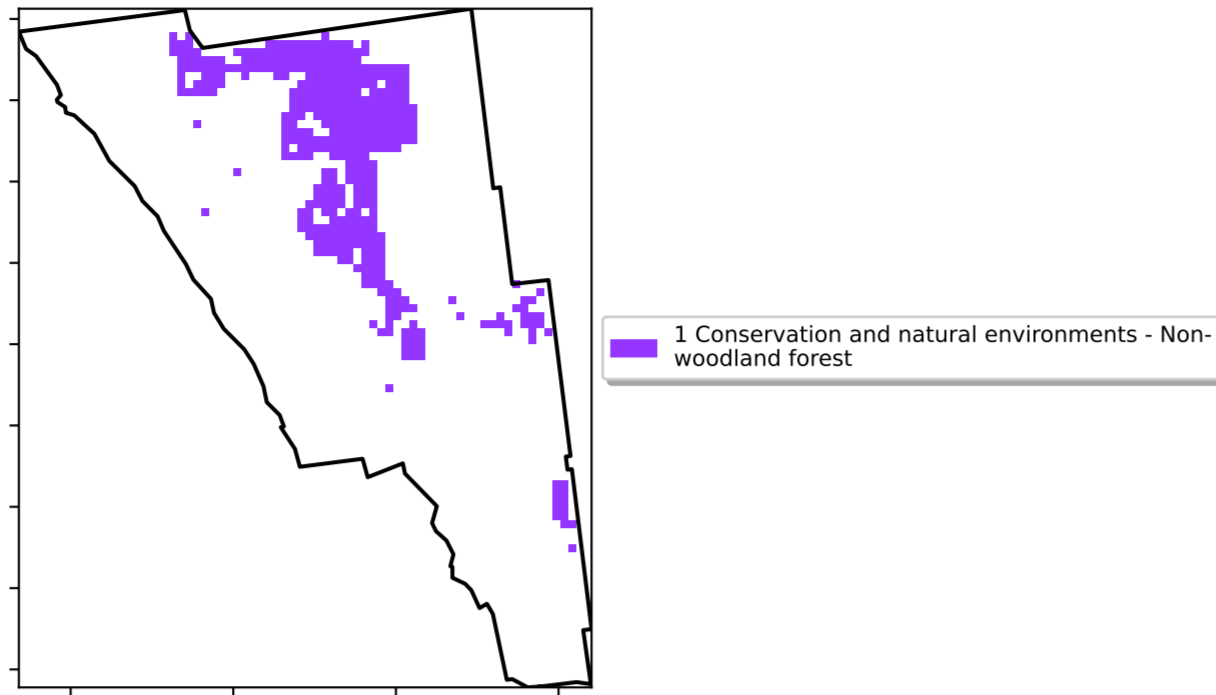 1 Conservation and natural environments - Non-
woodland forest